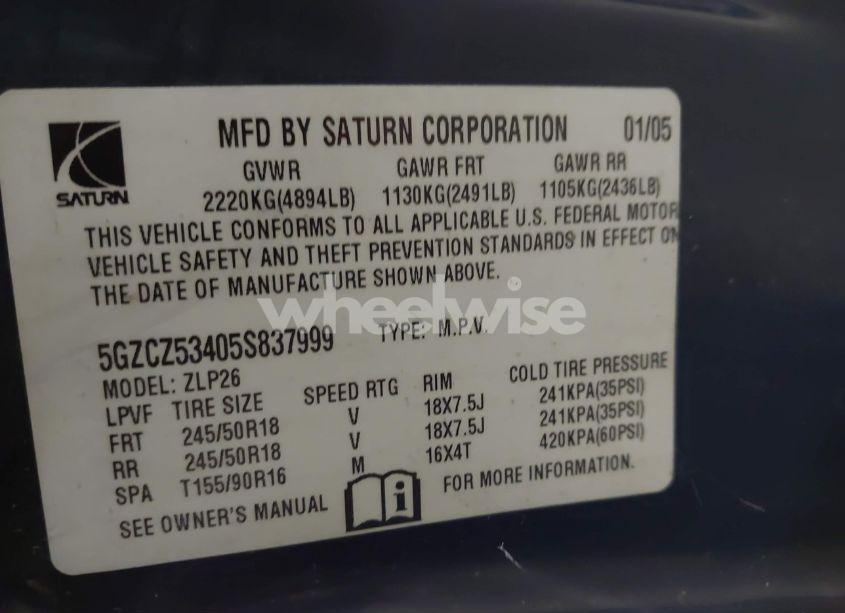 MFD BY SATURN CORPORATION 01/05
SATURN
GVWR GAWR FRT GAWR RR
2220KG(4894LB) 1130KG(2491LB) 1105KG(2436LB)
THIS VEHICLE CONFORMS TO ALL APPLICABLE U.S. FEDERAL MOTOR
VEHICLE SAFETY AND THEFT PREVENTION STANDARDS IN EFFECT ON
THE DATE OF MANUFACTURE SHOWN ABOVE.
wheelwise
5GZCZ53405S837999 TYPE: M.P.V.
MODEL: ZLP26
LPVF TIRE SIZE SPEED RTG RIM COLD TIRE PRESSURE
FRT 245/50R18 V 18X7.5J 241KPA(35PSI)
RR 245/50R18 V 18X7.5J 241KPA(35PSI)
SPA T155/90R16 M 16X4T 420KPA(60PSI)
SEE OWNER'S MANUAL i FOR MORE INFORMATION.